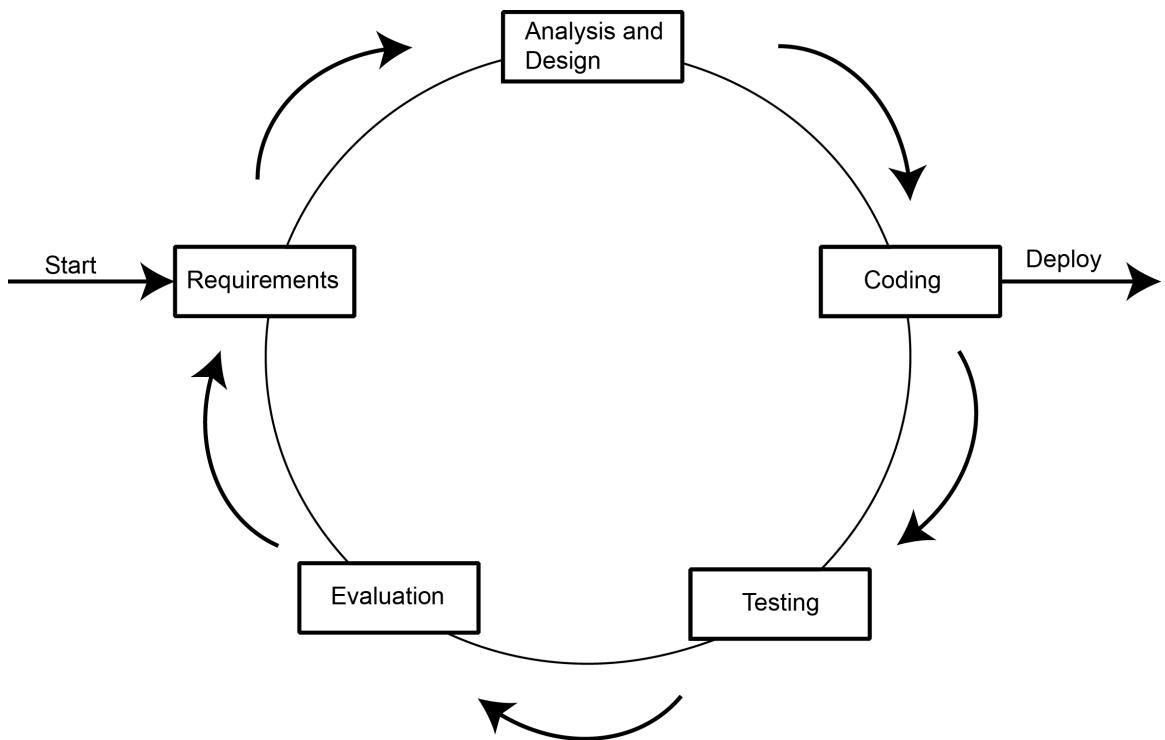 Analysis and
Design
Start
Requirements
Coding
Deploy
Evaluation
Testing